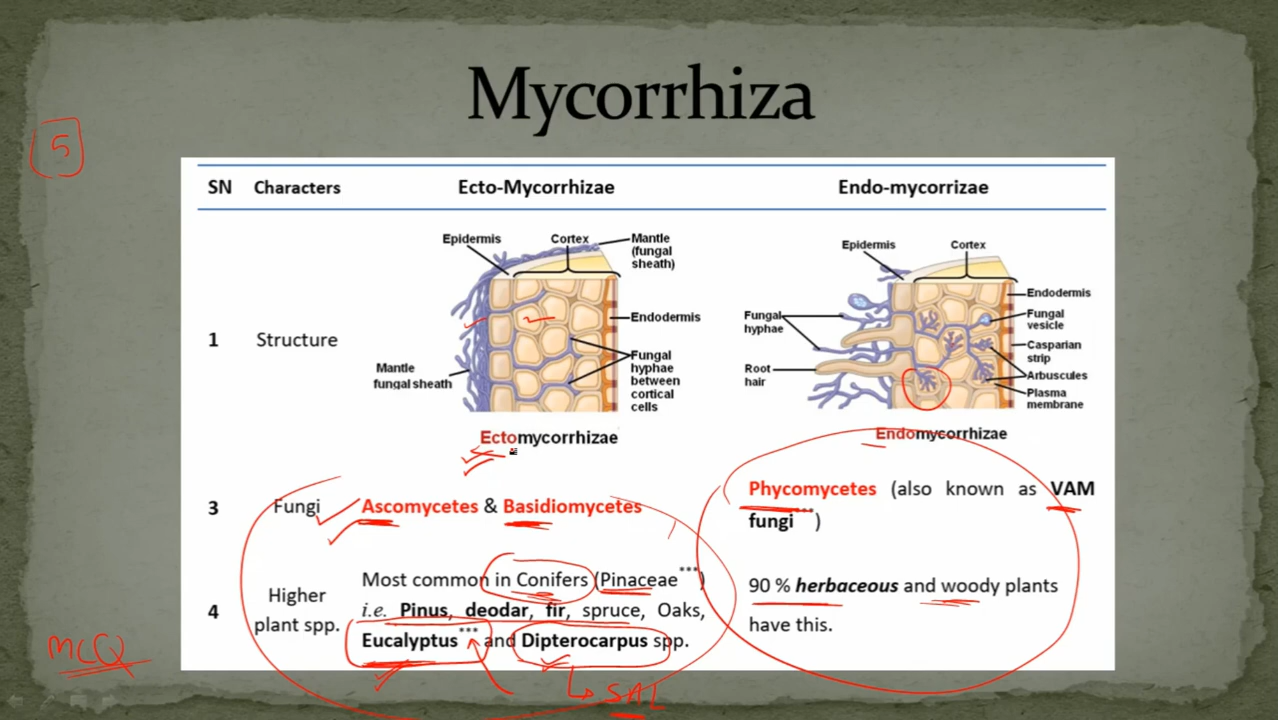 Mycorrhiza
5
SN Characters Ecto-Mycorrhizae Endo-mycorrizae
Epidermis Cortex Mantle
(fungal
sheath)
Endodermis
Fungal
hyphae
between
cortical
cells
Mantle
fungal sheath
Ectomycorrhizae
Epidermis Cortex
Endodermis
Fungal
vesicle
Casparian
strip
Arbuscules
Plasma
membrane
Fungal
hyphae
Root
hair
Endomycorrhizae
1 Structure
3 Fungi Ascomycetes & Basidiomycetes
Phycomycetes (also known as VAM
fungi***)
4 Higher
plant spp.
Most common in Conifers (Pinaceae***)
i.e. Pinus, deodar, fir, spruce, Oaks,
Eucalyptus*** and Dipterocarpus spp.
90 % herbaceous and woody plants
have this.
MCQ
SAL